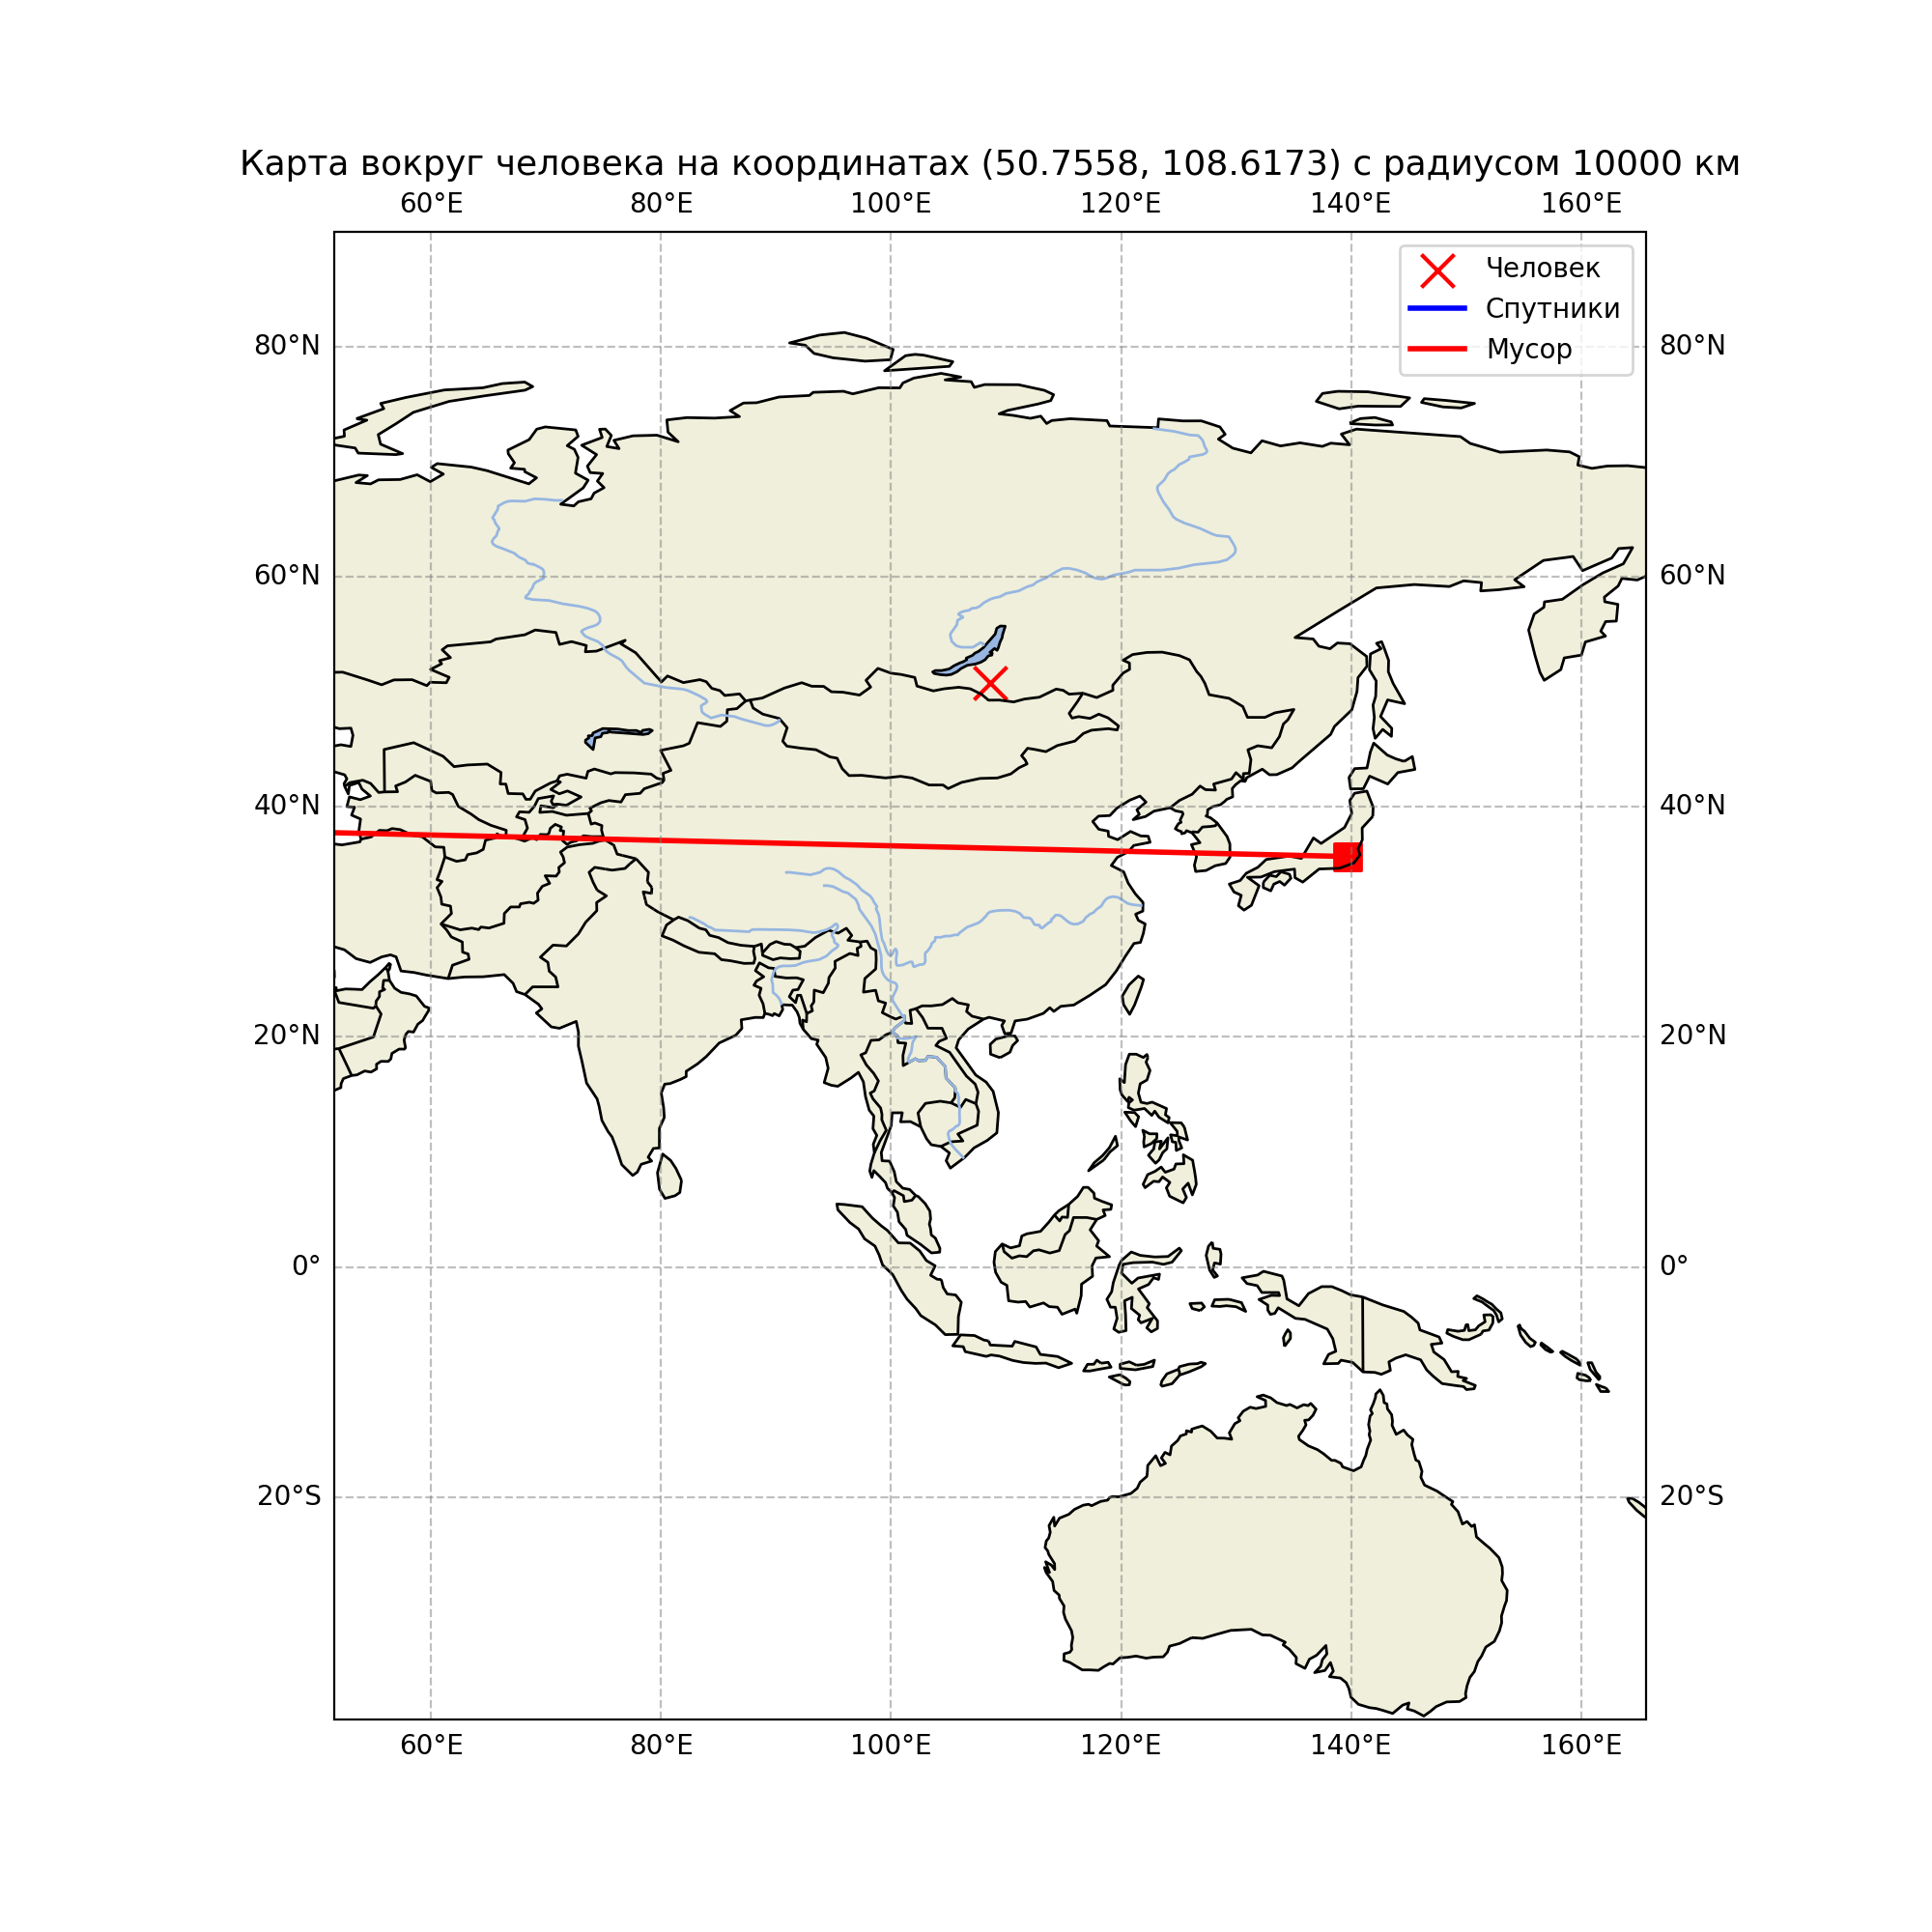 Карта вокруг человека на координатах (50.7558, 108.6173) с радиусом 10000 км
60°E 80°E 100°E 120°E 140°E 160°E
Человек
Спутники
Мусор
80°N 80°N
60°N 60°N
40°N 40°N
20°N 20°N
0° 0°
20°S 20°S
60°E 80°E 100°E 120°E 140°E 160°E